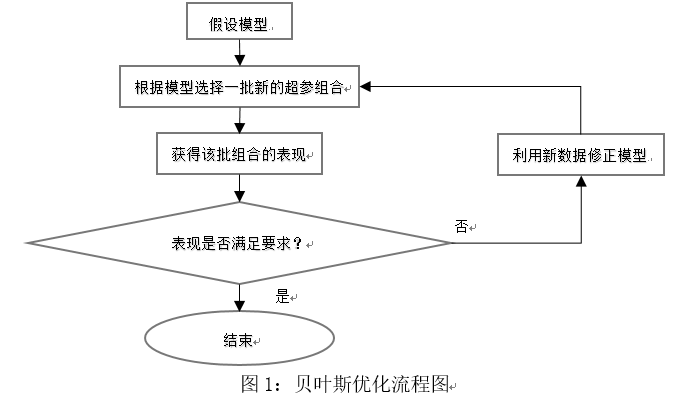 假设模型
根据模型选择一批新的超参组合
获得该批组合的表现
利用新数据修正模型
表现是否满足要求？
否
是
结束
图 1：贝叶斯优化流程图